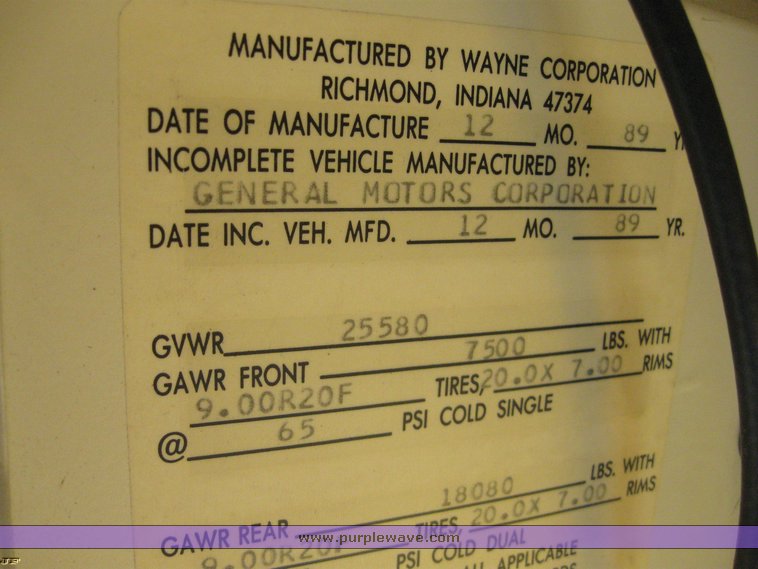 MANUFACTURED BY WAYNE CORPORATION
RICHMOND, INDIANA 47374
DATE OF MANUFACTURE 12 MO. 89
INCOMPLETE VEHICLE MANUFACTURED BY:
GENERAL MOTORS CORPORATION
DATE INC. VEH. MFD. 12 MO. 89 YR.
GVWR 25580
GAWR FRONT 7500 LBS. WITH
9.00R20F TIRES, 20.0X 7.00 RIMS
@ 65 PSI COLD SINGLE
GAWR REAR 18080 LBS. WITH
9.00R20F TIRES, 20.0X 7.00 RIMS
PSI COLD DUAL
www.purplewave.com
APPLICABLE